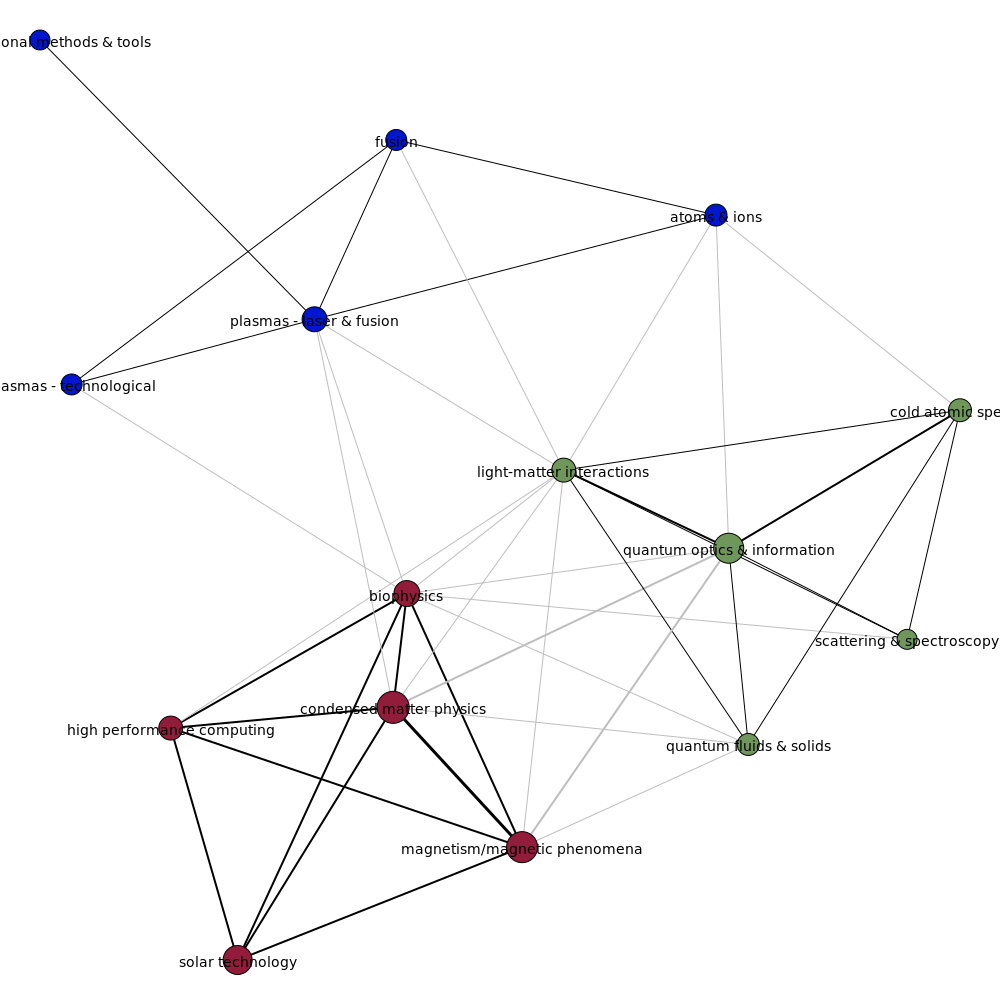 onal methods & tools
fusion
atoms & ions
plasmas - laser & fusion
asmas - technological
cold atomic spe
light-matter interactions
quantum optics & information
biophysics
scattering & spectroscopy
condensed matter physics
high performance computing
quantum fluids & solids
magnetism/magnetic phenomena
solar technology